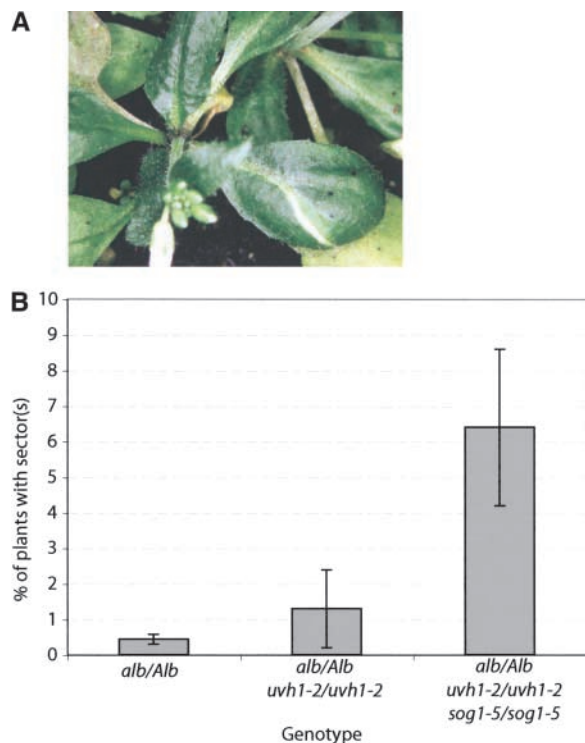 A
B
10
9
8
7
6
5
4
3
2
1
0
% of plants with sector(s)
alb/Alb
alb/Alb
uvh1-2/uvh1-2
alb/Alb
uvh1-2/uvh1-2
sog1-5/sog1-5
Genotype